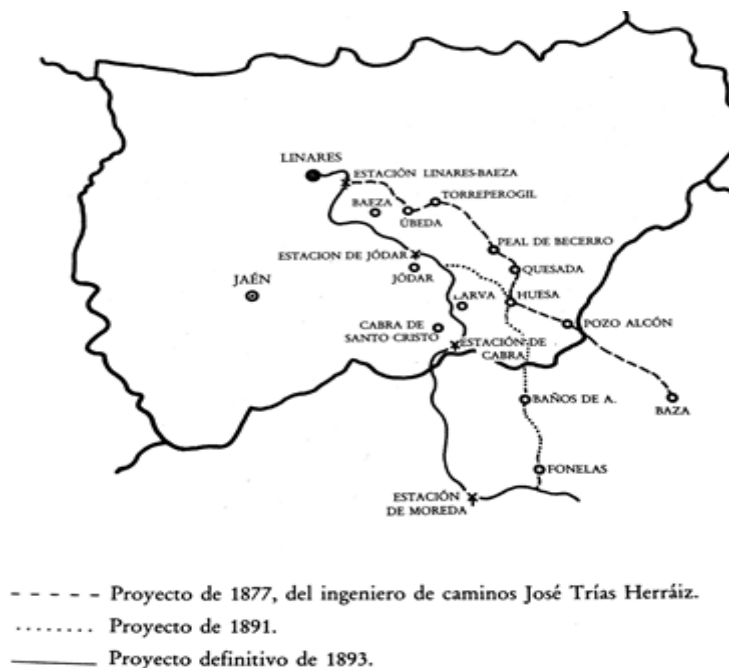 LINARES
ESTACIÓN LINARES-BAEZA
TORREPEROGIL
BAEZA
ÚBEDA
PEAL DE BECERRO
ESTACION DE JÓDAR
QUESADA
JÓDAR
JAÉN
LARVA
HUESA
CABRA DE
SANTO CRISTO
POZO ALCÓN
ESTACIÓN DE
CABRA
BAÑOS DE A.
BAZA
FONELAS
ESTACIÓN
DE MOREDA
Proyecto de 1877, del ingeniero de caminos José Trías Herráiz.
Proyecto de 1891.
Proyecto definitivo de 1893.